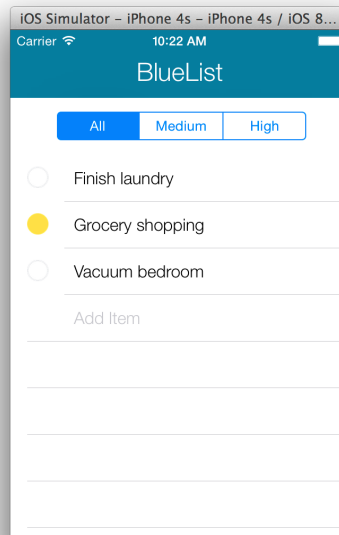 iOS Simulator – iPhone 4s – iPhone 4s / iOS 8...
Carrier 10:22 AM
BlueList
All Medium High
Finish laundry
Grocery shopping
Vacuum bedroom
Add Item